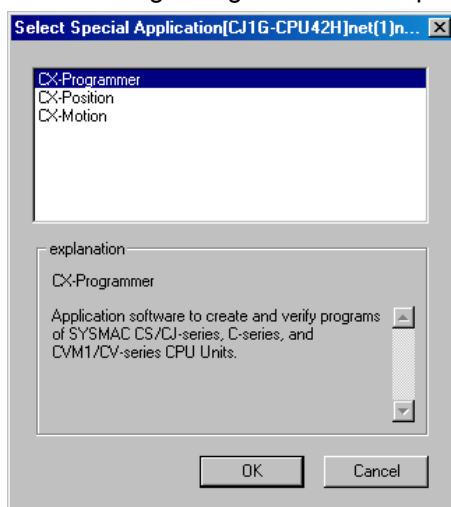 Select Special Application[CJ1G-CPU42H]net(1)n...
CX-Programmer
CX-Position
CX-Motion
explanation
CX-Programmer
Application software to create and verify programs
of SYSMAC CS/CJ-series, C-series, and
CVM1/CV-series CPU Units.
OK Cancel